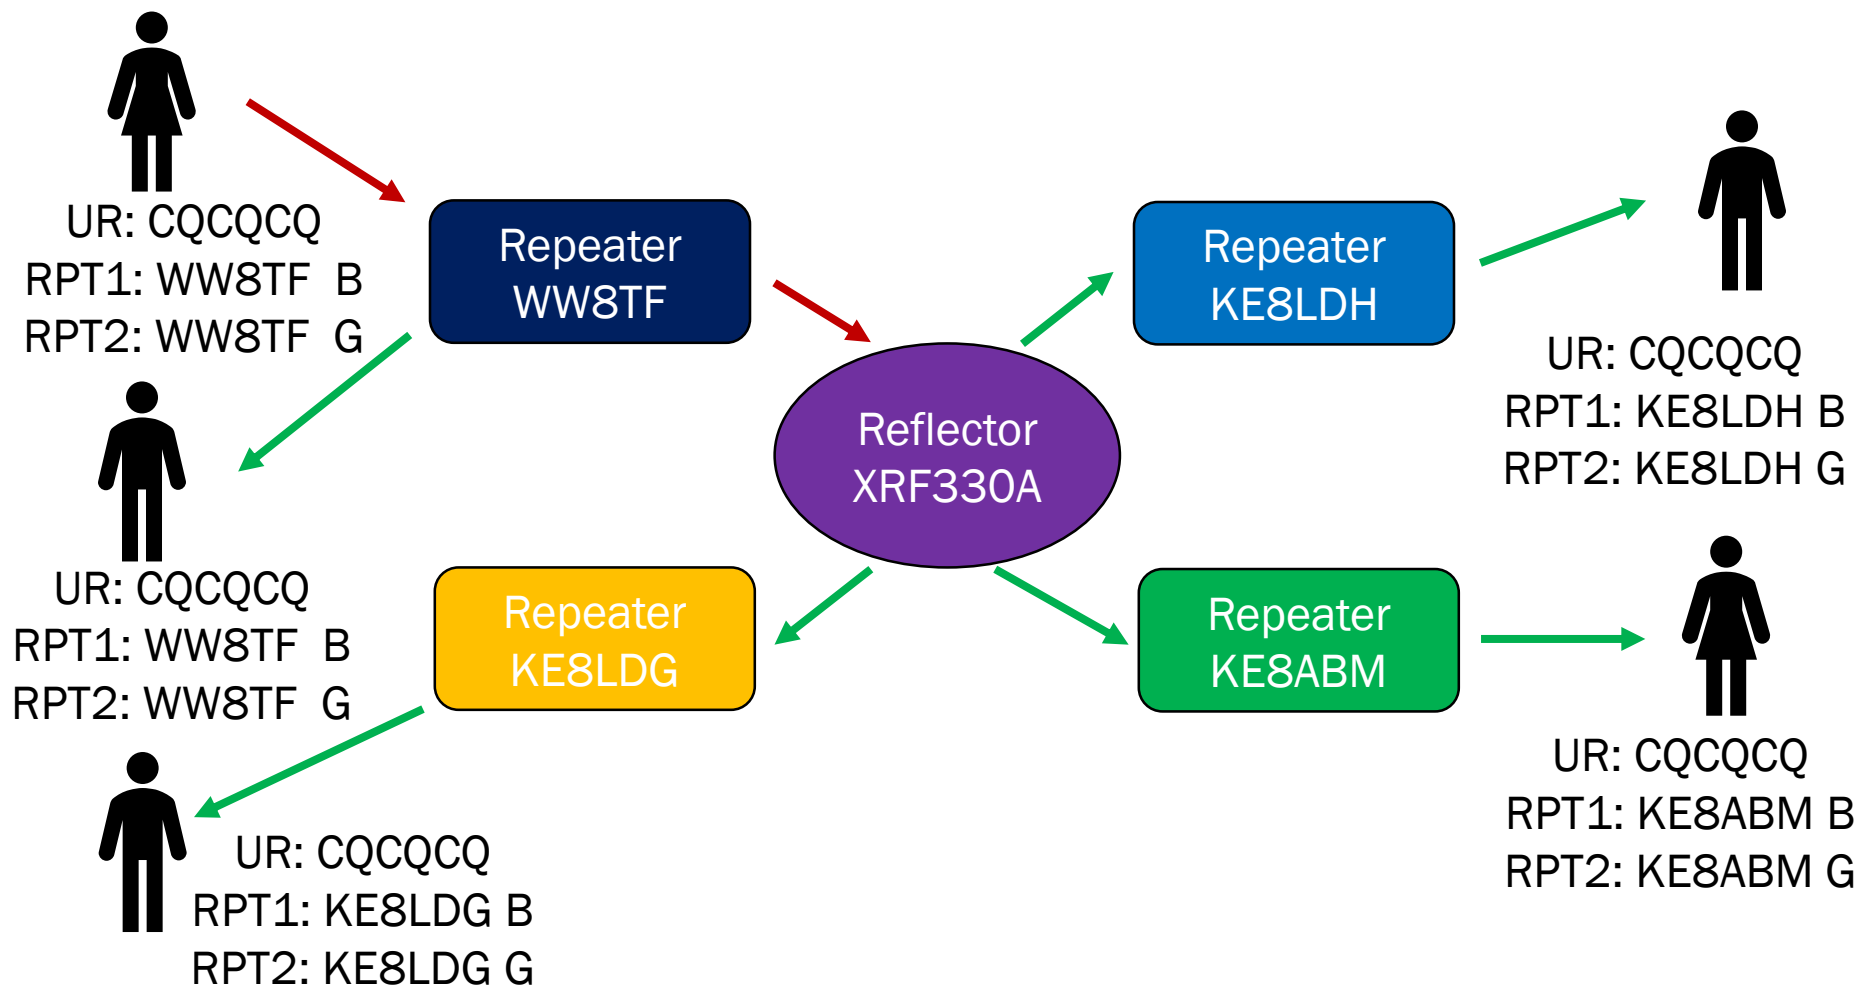 UR: CQCQCQ
RPT1: WW8TF  B
RPT2: WW8TF  G
Repeater
WW8TF
Repeater
KE8LDH
UR: CQCQCQ
RPT1: KE8LDH B
RPT2: KE8LDH G
Reflector
XRF330A
UR: CQCQCQ
RPT1: WW8TF  B
RPT2: WW8TF  G
Repeater
KE8LDG
Repeater
KE8ABM
UR: CQCQCQ
RPT1: KE8ABM B
RPT2: KE8ABM G
UR: CQCQCQ
RPT1: KE8LDG B
RPT2: KE8LDG G